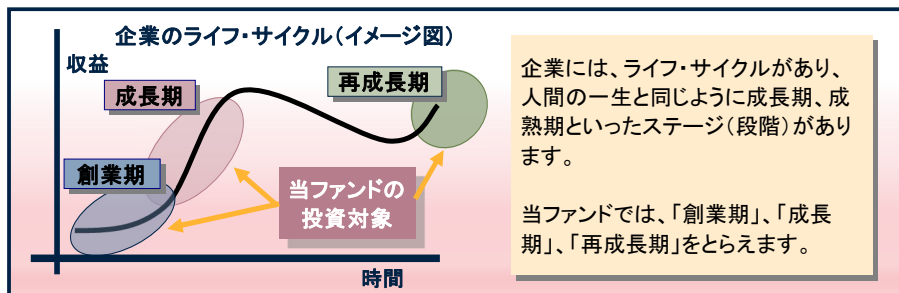 企業のライフ・サイクル(イメージ図)
収益
成長期
再成長期
創業期
当ファンドの
投資対象
時間
企業には、ライフ・サイクルがあり、
人間の一生と同じように成長期、成
熟期といったステージ(段階)があり
ます。
当ファンドでは、「創業期」、「成長
期」、「再成長期」をとらえます。